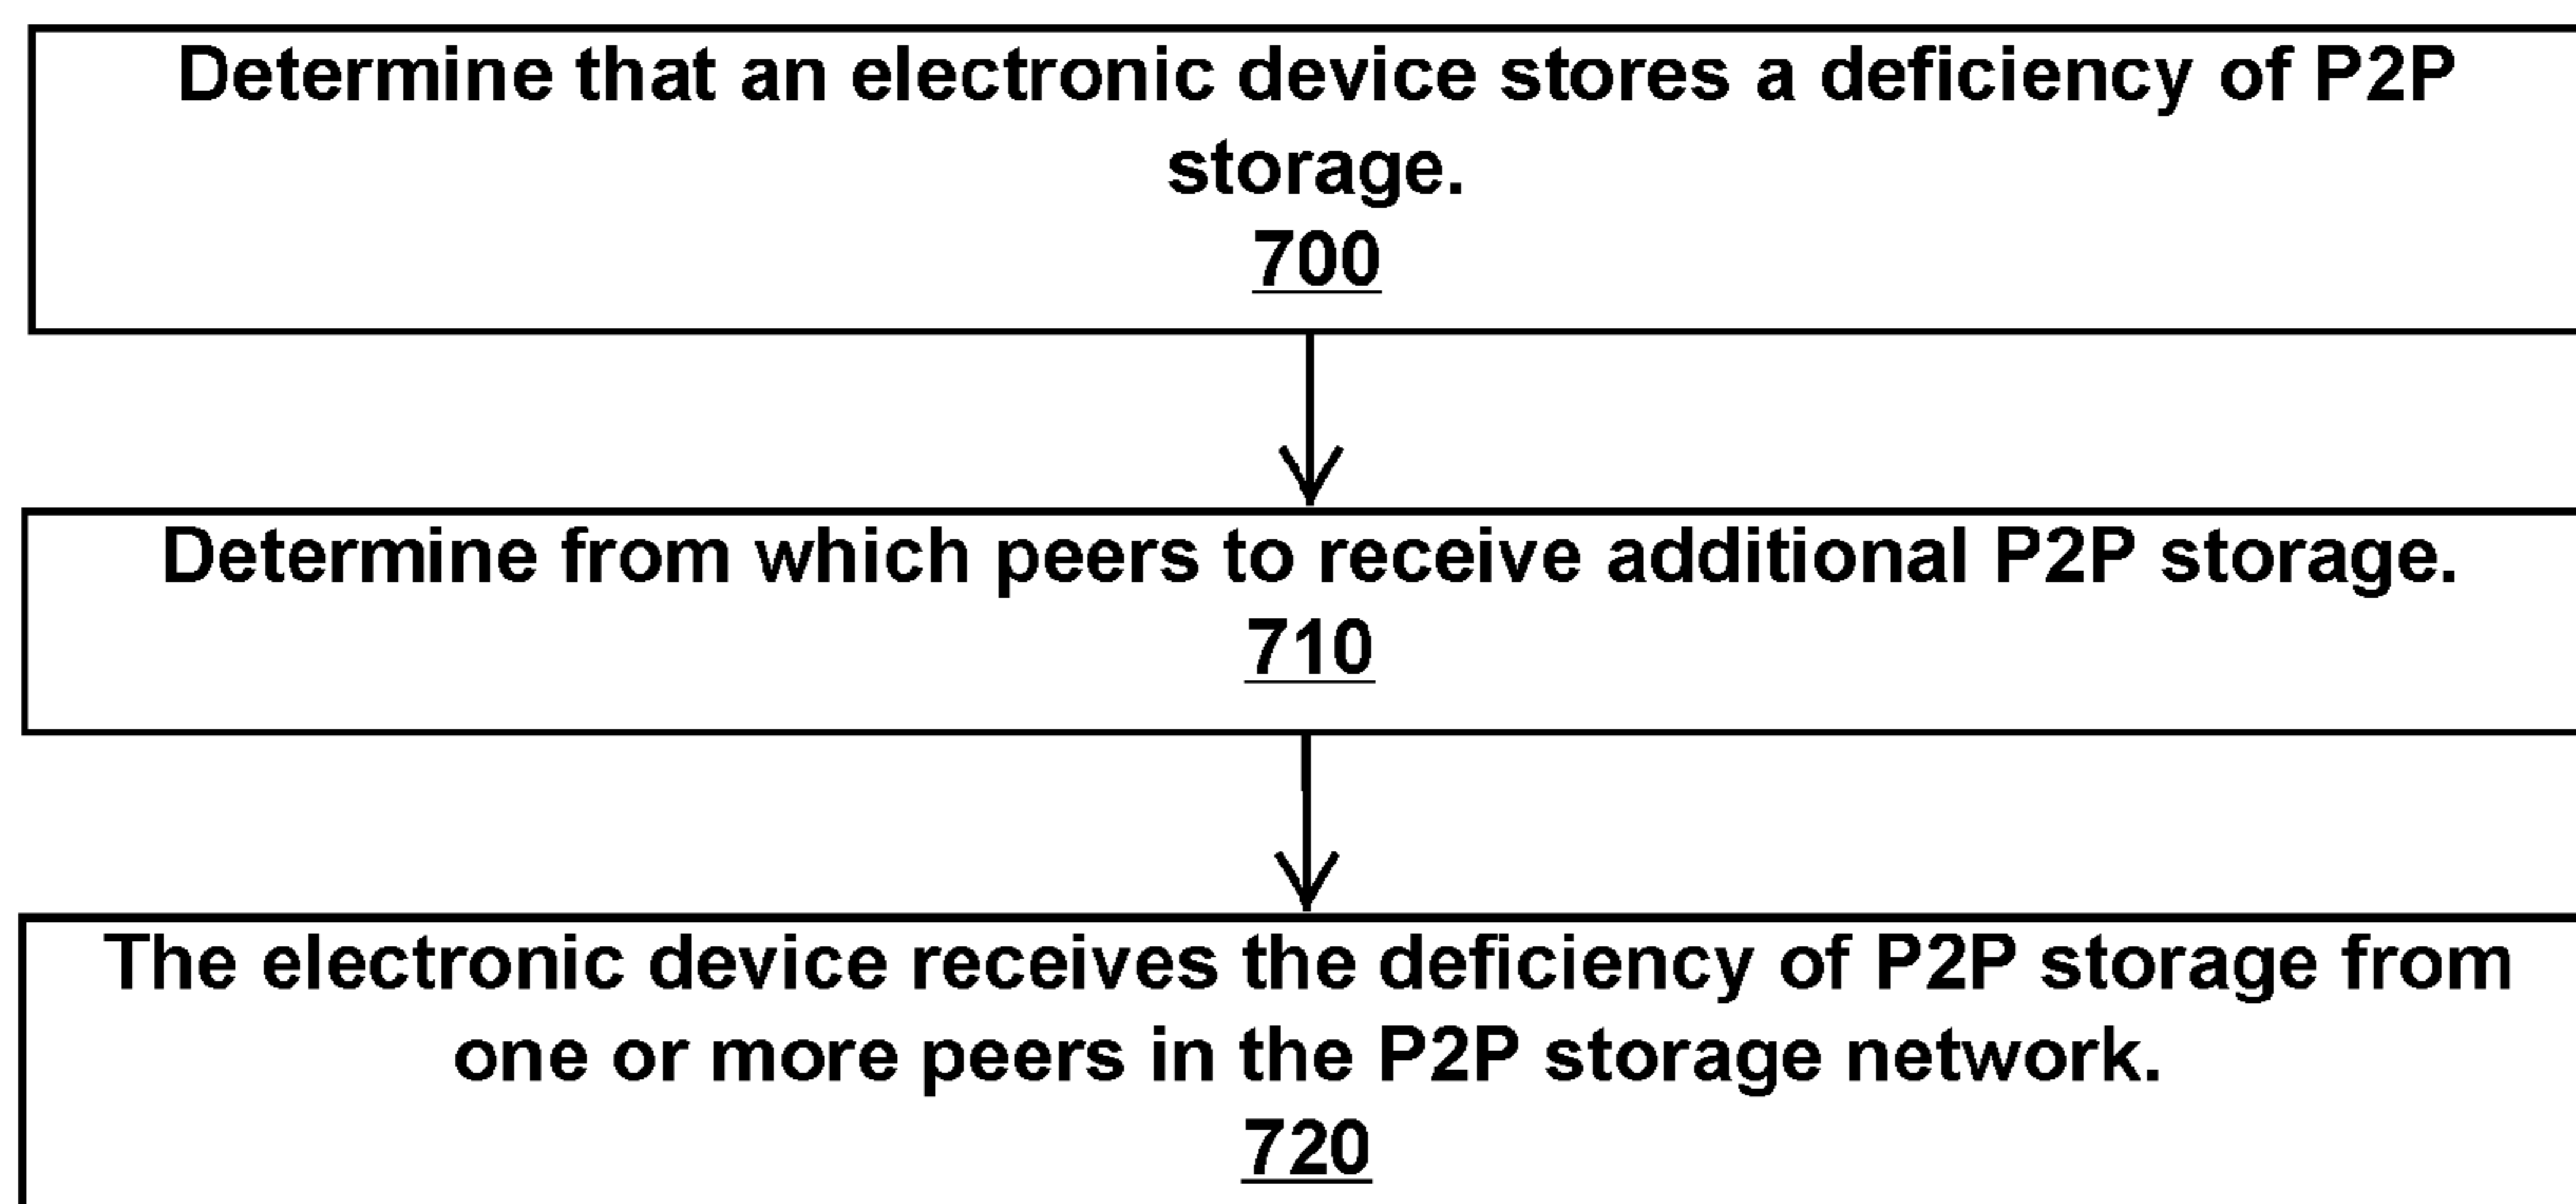 Determine that an electronic device stores a deficiency of P2P
storage.
700
Determine from which peers to receive additional P2P storage.
710
The electronic device receives the deficiency of P2P storage from
one or more peers in the P2P storage network.
720